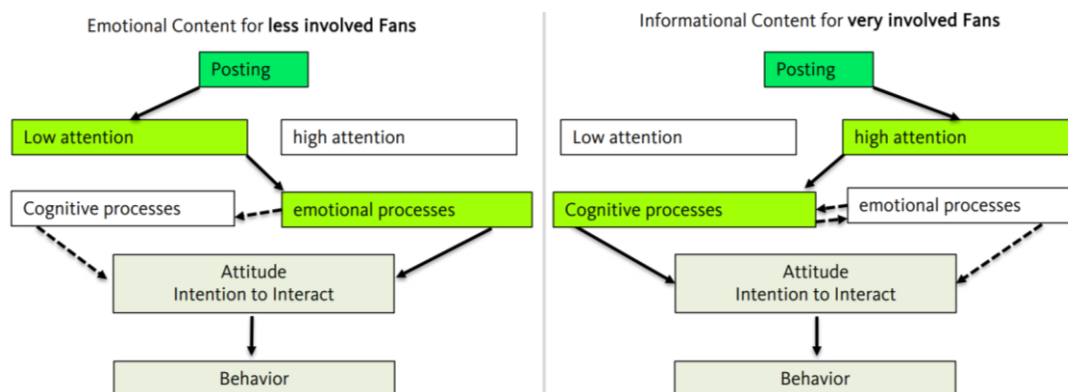 Emotional Content for less involved Fans
Posting
Low attention
high attention
Cognitive processes
emotional processes
Attitude
Intention to Interact
Behavior
Informational Content for very involved Fans
Posting
Low attention
high attention
Cognitive processes
emotional processes
Attitude
Intention to Interact
Behavior